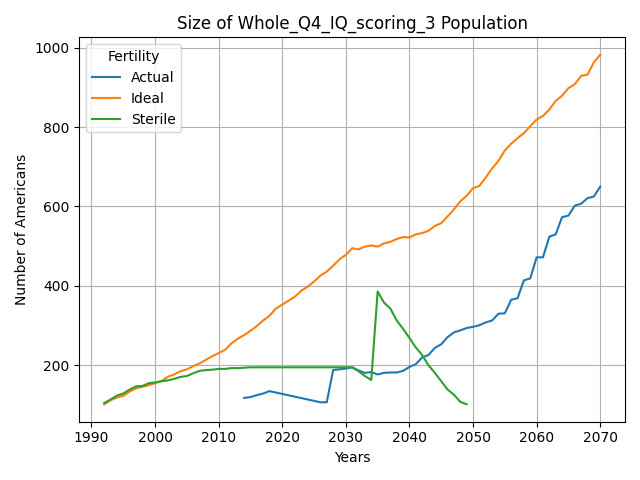 Size of Whole_Q4_IQ_scoring_3 Population
Fertility
Actual
Ideal
Sterile
Number of Americans
1000
800
600
400
200
1990 2000 2010 2020 2030 2040 2050 2060 2070
Years